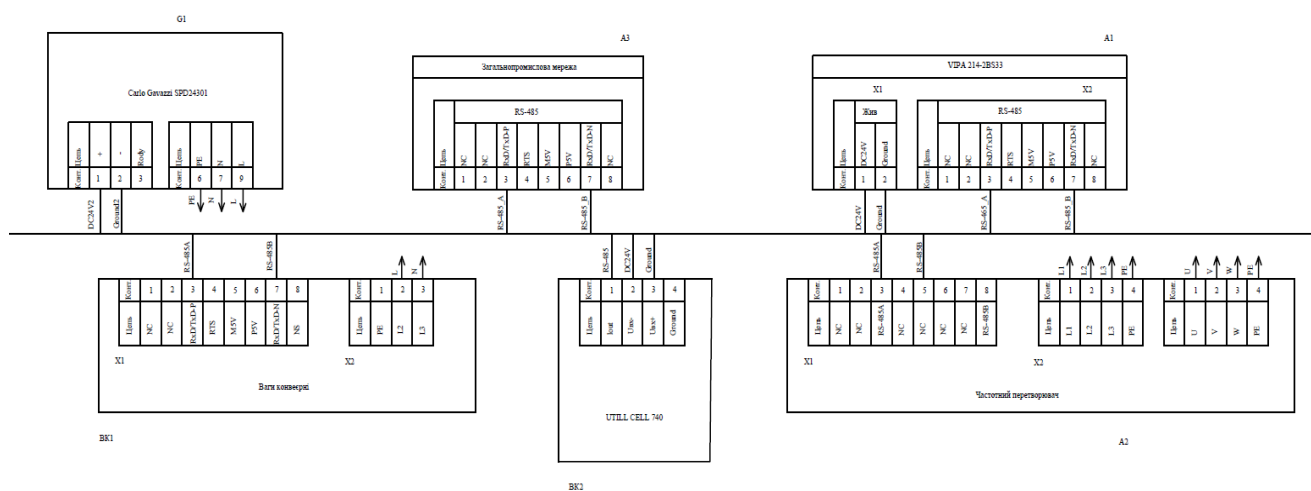 G1
Carlo Gavazzi SPD24301
Конт. Цепь
1 +
2 -
3 Rody
Конт. Цепь
6 PE
7 N
9 L
DC24V2
Ground2
PE
N
L
A3
Загальнопромислова мережа
RS-485
Конт. Цепь
1 NC
2 NC
3 RxD/TxD-P
4 RTS
5 M5V
6 P5V
7 RxD/TxD-N
8 NC
RS-485_A
RS-485_B
A1
VIPA 214-2BS33
X1
Жив
Конт. Цепь
1 DC24V
2 Ground
X2
RS-485
Конт. Цепь
1 NC
2 NC
3 RxD/TxD-P
4 RTS
5 M5V
6 P5V
7 RxD/TxD-N
8 NC
DC24V
Ground
RS-465_A
RS-485_B
RS-485A
RS-485B
Конт. Цепь
1 NC
2 NC
3 RxD/TxD-P
4 RTS
5 M5V
6 P5V
7 RxD/TxD-N
8 NS
X1
L
N
Конт. Цепь
1 PE
2 L2
3 L3
X2
Ваги конвеєрні
BK1
RS-485
DC24V
Ground
Конт. Цепь
1 Iout
2
3
4 Ground
UTILL CELL 740
BK2
RS-485A
RS-485B
Конт. Цепь
1 NC
2 NC
3 RS-485A
4 NC
5 NC
6 NC
7 NC
8 RS-485B
X1
L1
L2
L3
PE
Конт. Цепь
1 L1
2 L2
3 L3
4 PE
X2
U
V
W
PE
Конт. Цепь
1 U
2 V
3 W
4 PE
Частотний перетворювач
A2